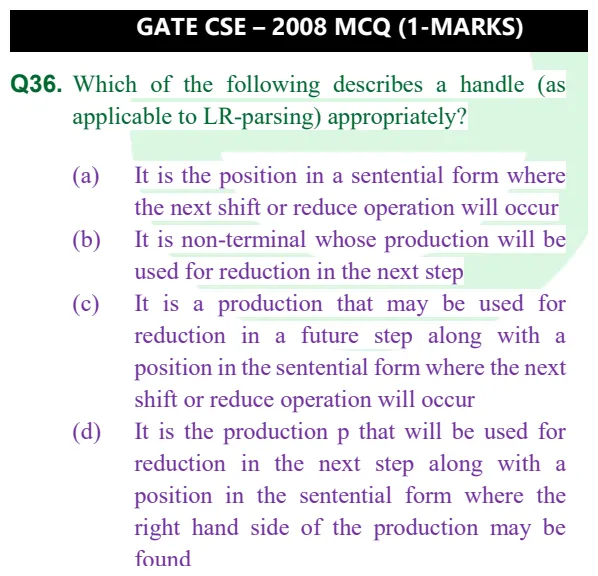 GATE CSE – 2008 MCQ (1-MARKS)
Q36. Which of the following describes a handle (as
applicable to LR-parsing) appropriately?
(a) It is the position in a sentential form where
the next shift or reduce operation will occur
(b) It is non-terminal whose production will be
used for reduction in the next step
(c) It is a production that may be used for
reduction in a future step along with a
position in the sentential form where the next
shift or reduce operation will occur
(d) It is the production p that will be used for
reduction in the next step along with a
position in the sentential form where the
right hand side of the production may be
found